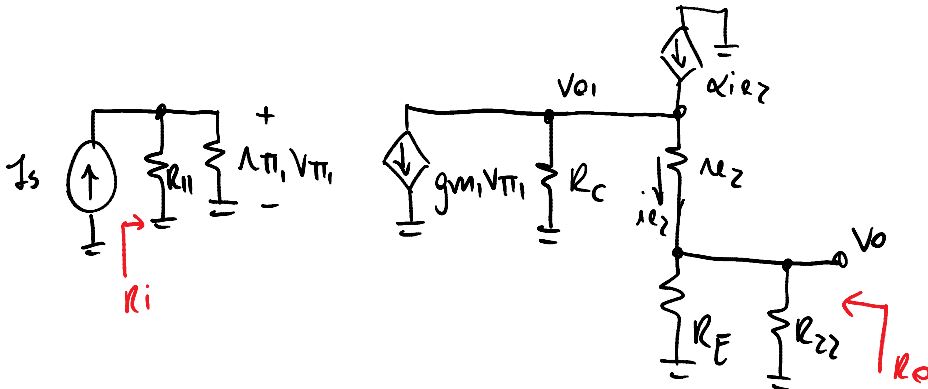 αie2
Vo1
+
Is
R11
rπ1
Vπ1
-
gm1Vπ1
RC
re2
ie2
Vo
Ri
RE
R22
Ro